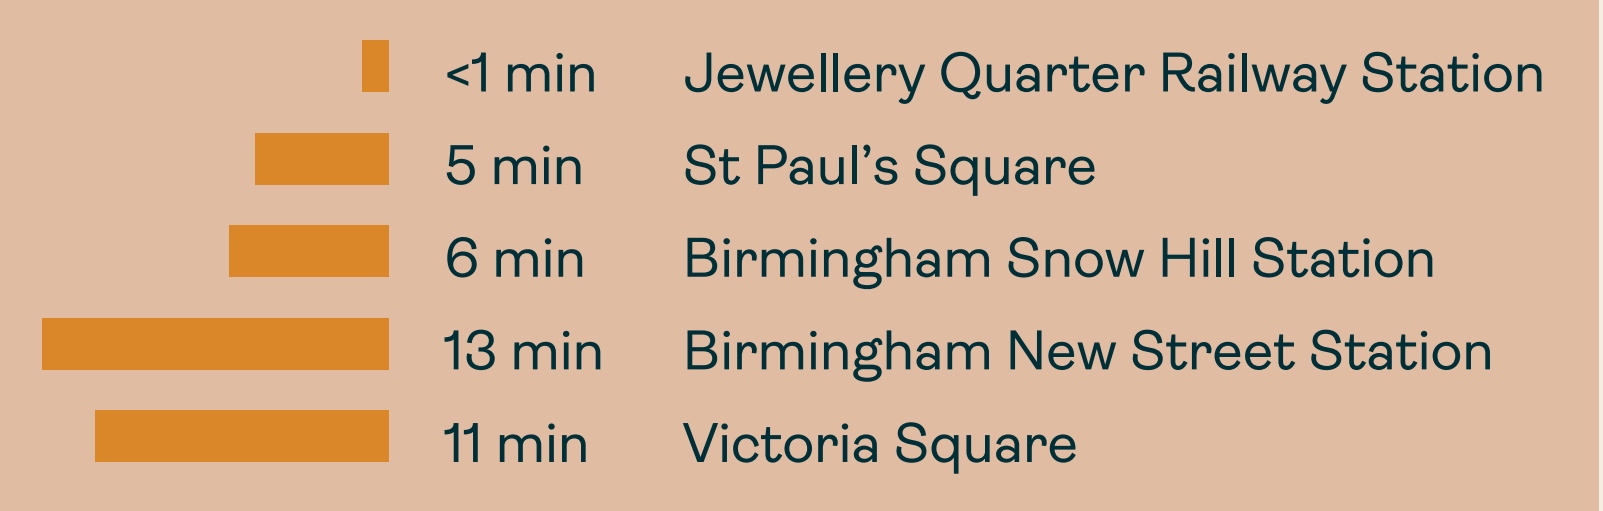 <1 min Jewellery Quarter Railway Station
5 min St Paul’s Square
6 min Birmingham Snow Hill Station
13 min Birmingham New Street Station
11 min Victoria Square